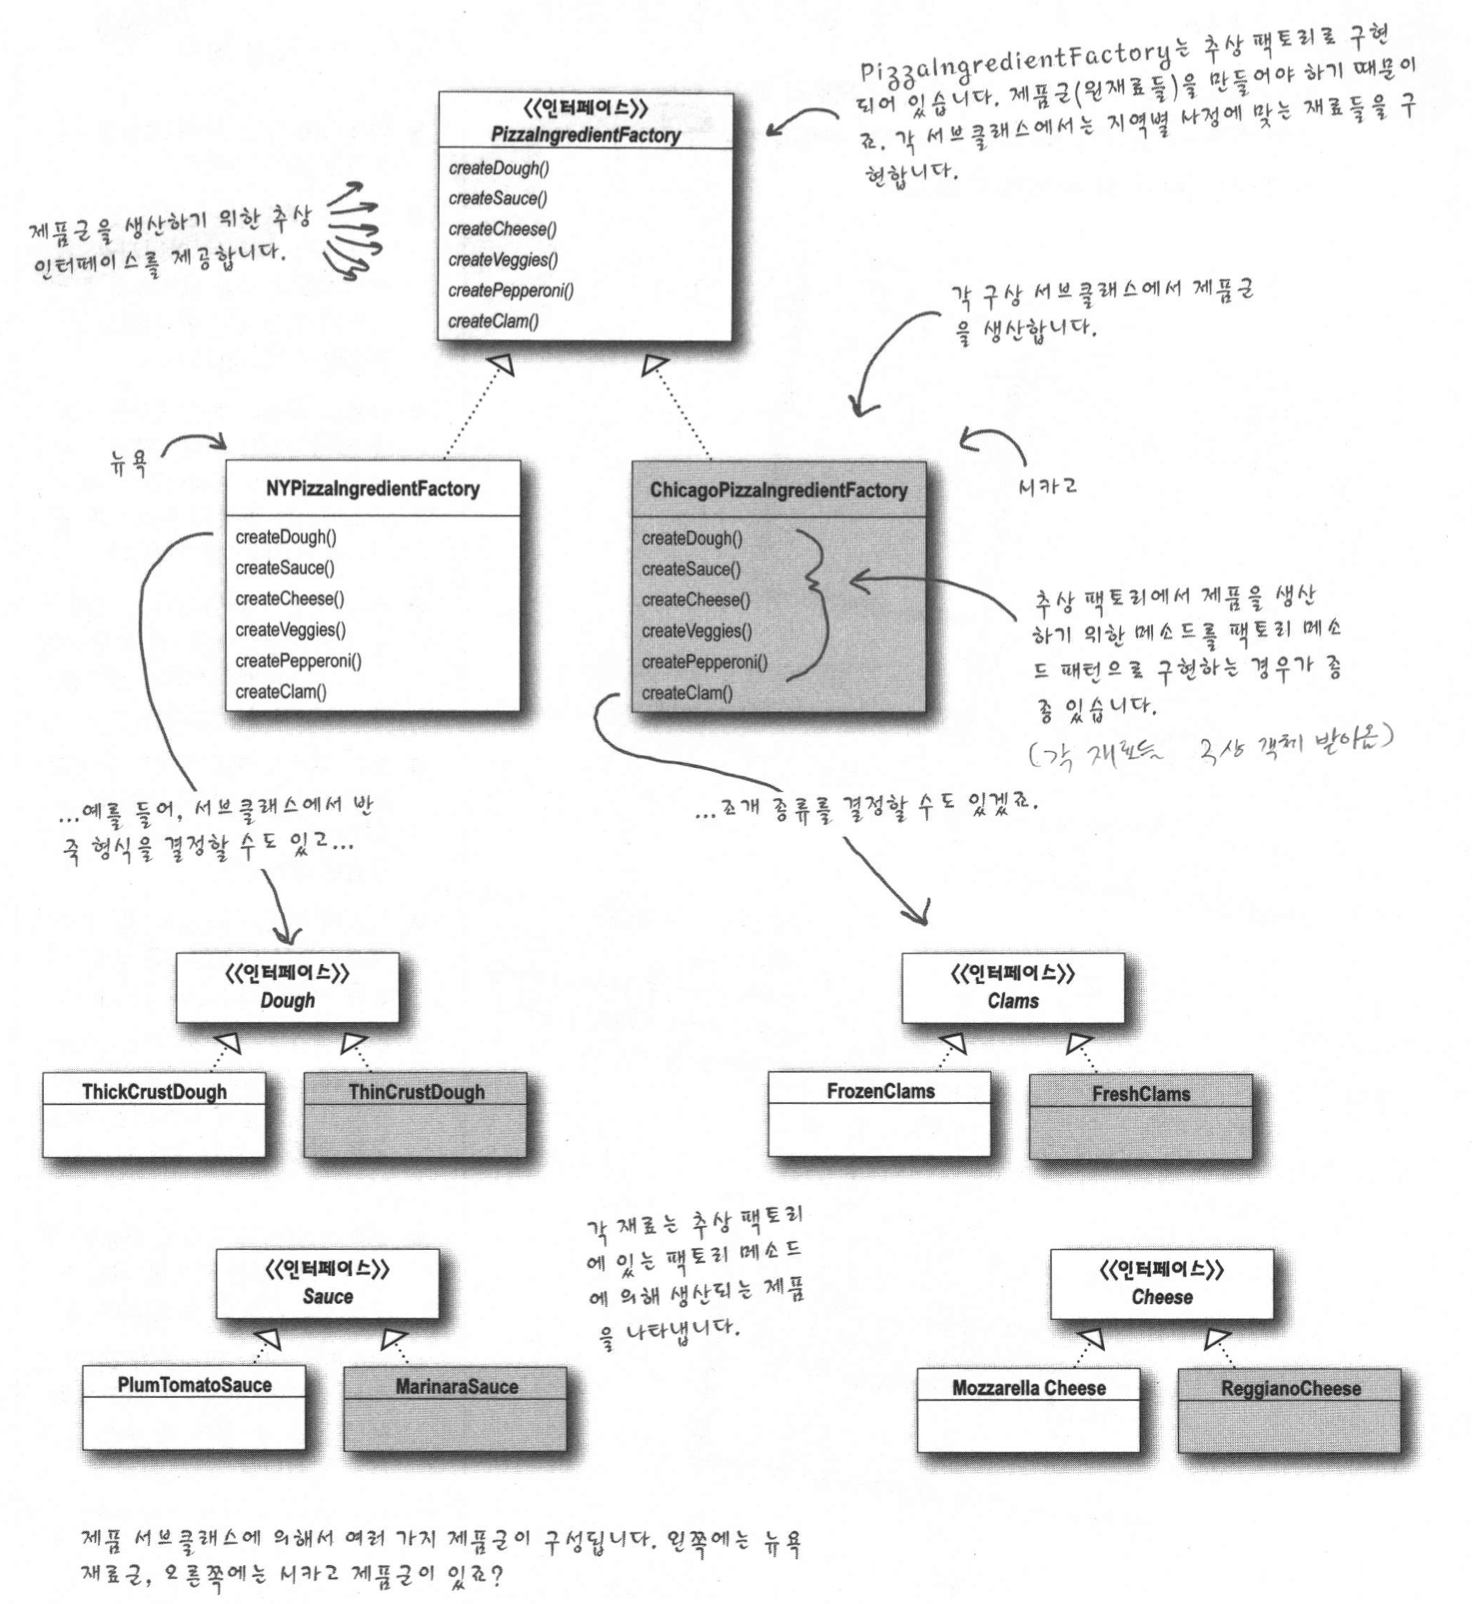 PizzaIngredientFactory는 추상 팩토리로 구현
되어 있습니다. 제품군(원재료들)을 만들어야 하기 때문이
죠. 각 서브클래스에서는 지역별 사정에 맞는 재료들을 구
현합니다.
<<인터페이스>>
PizzaIngredientFactory
createDough()
createSauce()
createCheese()
createVeggies()
createPepperoni()
createClam()
제품군을 생산하기 위한 추상
인터페이스를 제공합니다.
각 구상 서브클래스에서 제품군
을 생산합니다.
뉴욕
시카고
NYPizzaIngredientFactory
createDough()
createSauce()
createCheese()
createVeggies()
createPepperoni()
createClam()
ChicagoPizzaIngredientFactory
createDough()
createSauce()
createCheese()
createVeggies()
createPepperoni()
createClam()
추상 팩토리에서 제품을 생산
하기 위한 메소드를 팩토리 메소
드 패턴으로 구현하는 경우가 종
종 있습니다.
(각 구상 객체 받아옴)
...예를 들어, 서브클래스에서 반
죽 형식을 결정할 수도 있고...
...조개 종류를 결정할 수도 있겠죠.
<<인터페이스>>
Dough
ThickCrustDough
ThinCrustDough
<<인터페이스>>
Clams
FrozenClams
FreshClams
각 재료는 추상 팩토리
에 있는 팩토리 메소드
에 의해 생산되는 제품
을 나타냅니다.
<<인터페이스>>
Sauce
PlumTomatoSauce
MarinaraSauce
<<인터페이스>>
Cheese
Mozzarella Cheese
ReggianoCheese
제품 서브클래스에 의해서 여러 가지 제품군이 구성됩니다. 왼쪽에는 뉴욕
재료군, 오른쪽에는 시카고 제품군이 있죠?